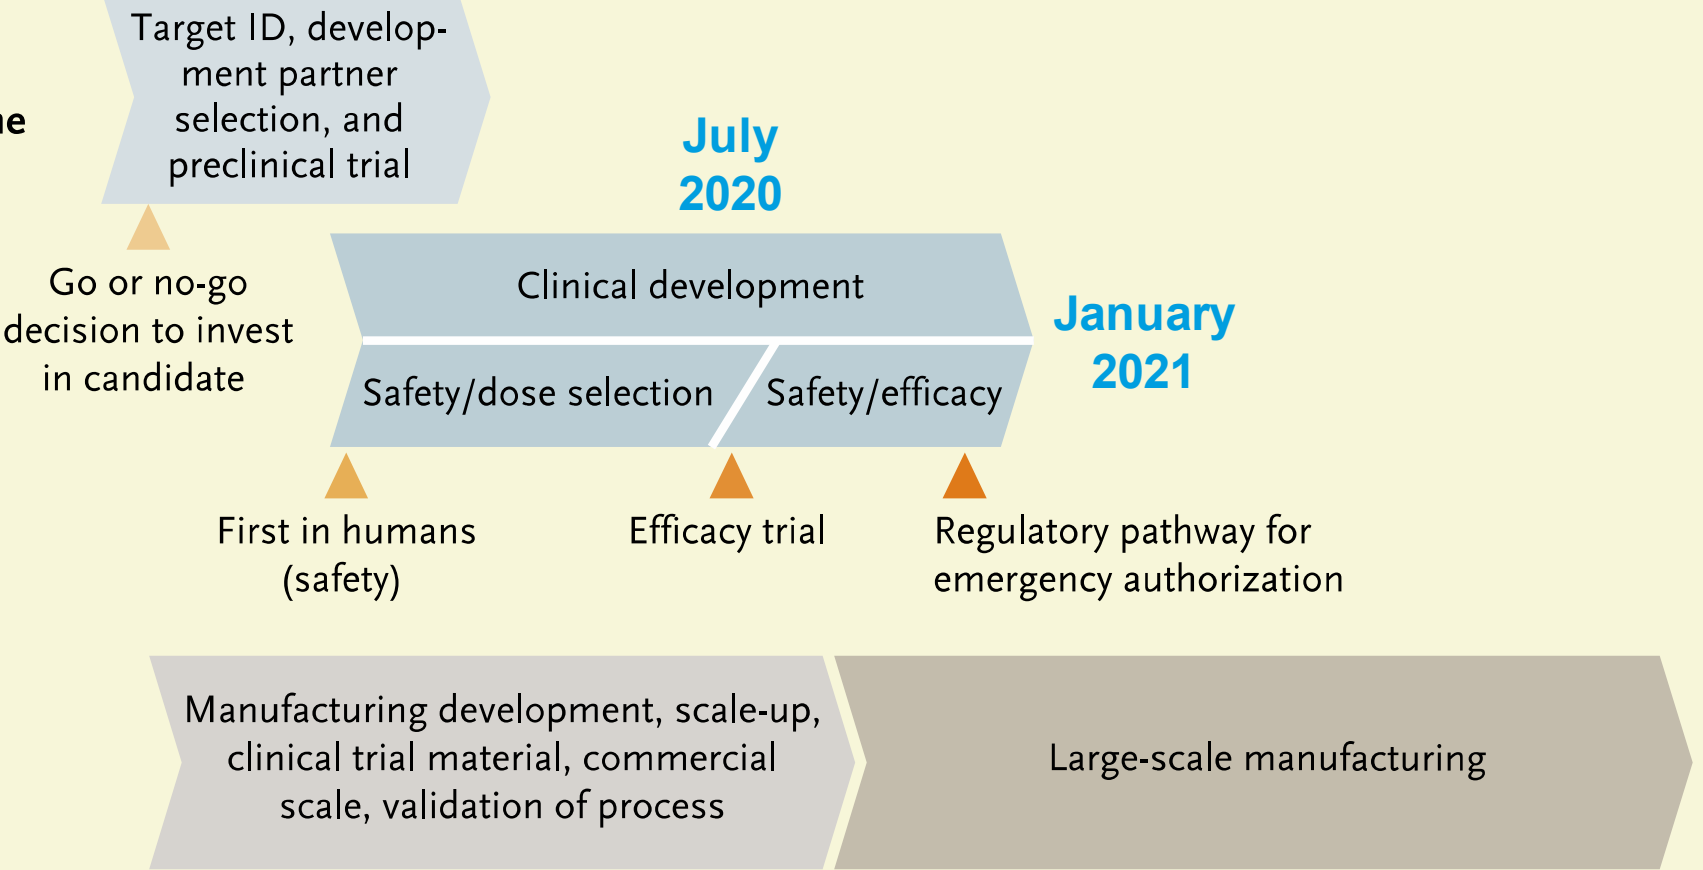 Target ID, develop-
ment partner
selection, and
preclinical trial
Go or no-go
decision to invest
in candidate
July
2020
Clinical development
January
2021
Safety/dose selection
Safety/efficacy
First in humans
(safety)
Efficacy trial
Regulatory pathway for
emergency authorization
Manufacturing development, scale-up,
clinical trial material, commercial
scale, validation of process
Large-scale manufacturing